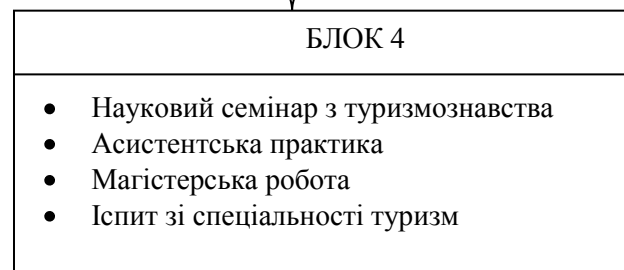 БЛОК 4
• Науковий семінар з туризмознавства
• Асистентська практика
• Магістерська робота
• Іспит зі спеціальності туризм